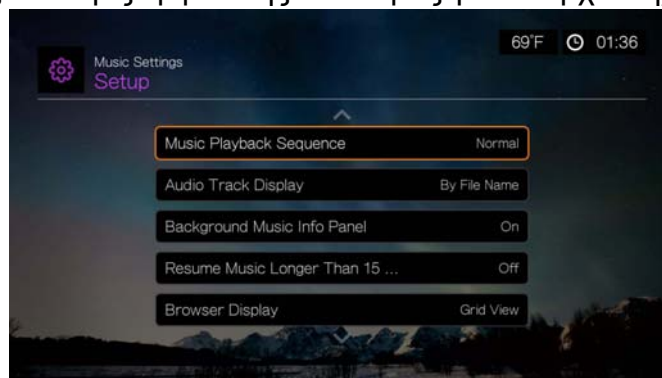 69°F 01:36
Music Settings
Setup
Music Playback Sequence Normal
Audio Track Display By File Name
Background Music Info Panel On
Resume Music Longer Than 15 ... Off
Browser Display Grid View